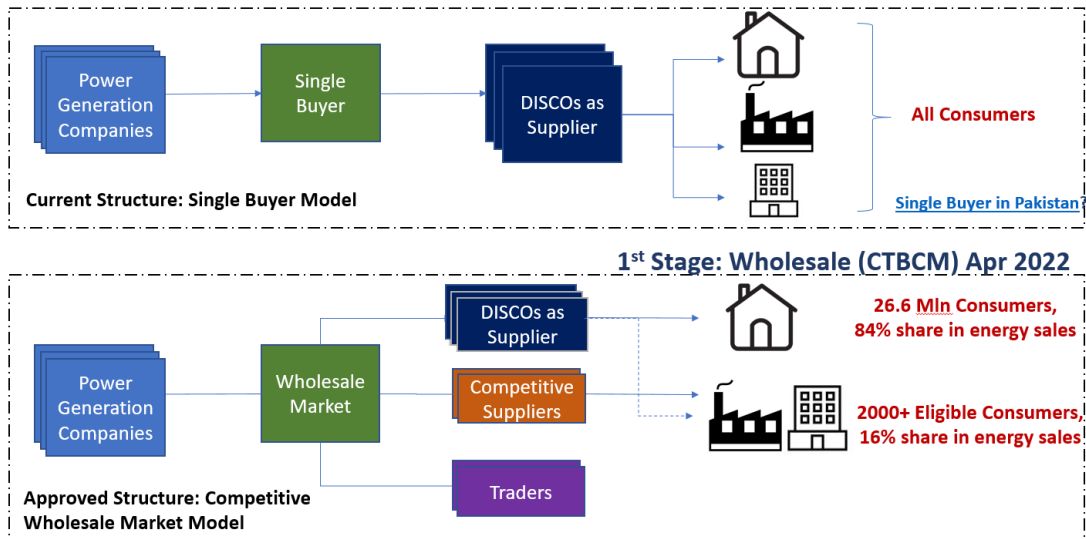 Power
Generation
Companies
Single
Buyer
DISCOs as
Supplier
All Consumers
Current Structure: Single Buyer Model
Single Buyer in Pakistan?
1st Stage: Wholesale (CTBCM) Apr 2022
Power
Generation
Companies
Wholesale
Market
DISCOs as
Supplier
Competitive
Suppliers
Traders
26.6 Mln Consumers,
84% share in energy sales
2000+ Eligible Consumers,
16% share in energy sales
Approved Structure: Competitive
Wholesale Market Model